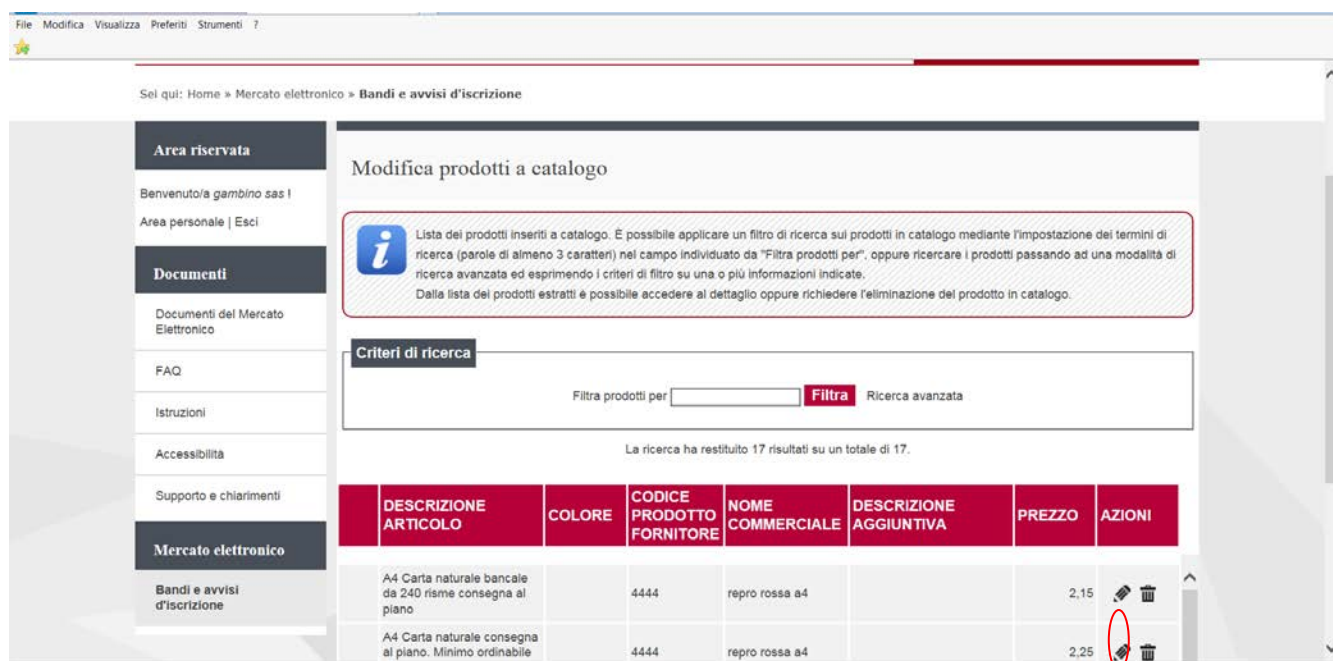 File Modifica Visualizza Preferiti Strumenti ?
Sei qui: Home » Mercato elettronico » Bandi e avvisi d'iscrizione
Area riservata
Benvenuto/a gambino sas !
Area personale | Esci
Documenti
Documenti del Mercato
Elettronico
FAQ
Istruzioni
Accessibilità
Supporto e chiarimenti
Mercato elettronico
Bandi e avvisi
d'iscrizione
Modifica prodotti a catalogo
i
Lista dei prodotti inseriti a catalogo. È possibile applicare un filtro di ricerca sui prodotti in catalogo mediante l'impostazione dei termini di
ricerca (parole di almeno 3 caratteri) nel campo individuato da "Filtra prodotti per", oppure ricercare i prodotti passando ad una modalità di
ricerca avanzata ed esprimendo i criteri di filtro su una o più informazioni indicate.
Dalla lista dei prodotti estratti è possibile accedere al dettaglio oppure richiedere l'eliminazione del prodotto in catalogo.
Criteri di ricerca
Filtra prodotti per Filtra Ricerca avanzata
La ricerca ha restituito 17 risultati su un totale di 17.
DESCRIZIONE
ARTICOLO
COLORE
CODICE
PRODOTTO
FORNITORE
NOME
COMMERCIALE
DESCRIZIONE
AGGIUNTIVA
PREZZO
AZIONI
A4 Carta naturale bancale
da 240 risme consegna al
piano
4444
repro rossa a4
2,15
A4 Carta naturale consegna
al piano. Minimo ordinabile
4444
repro rossa a4
2,25